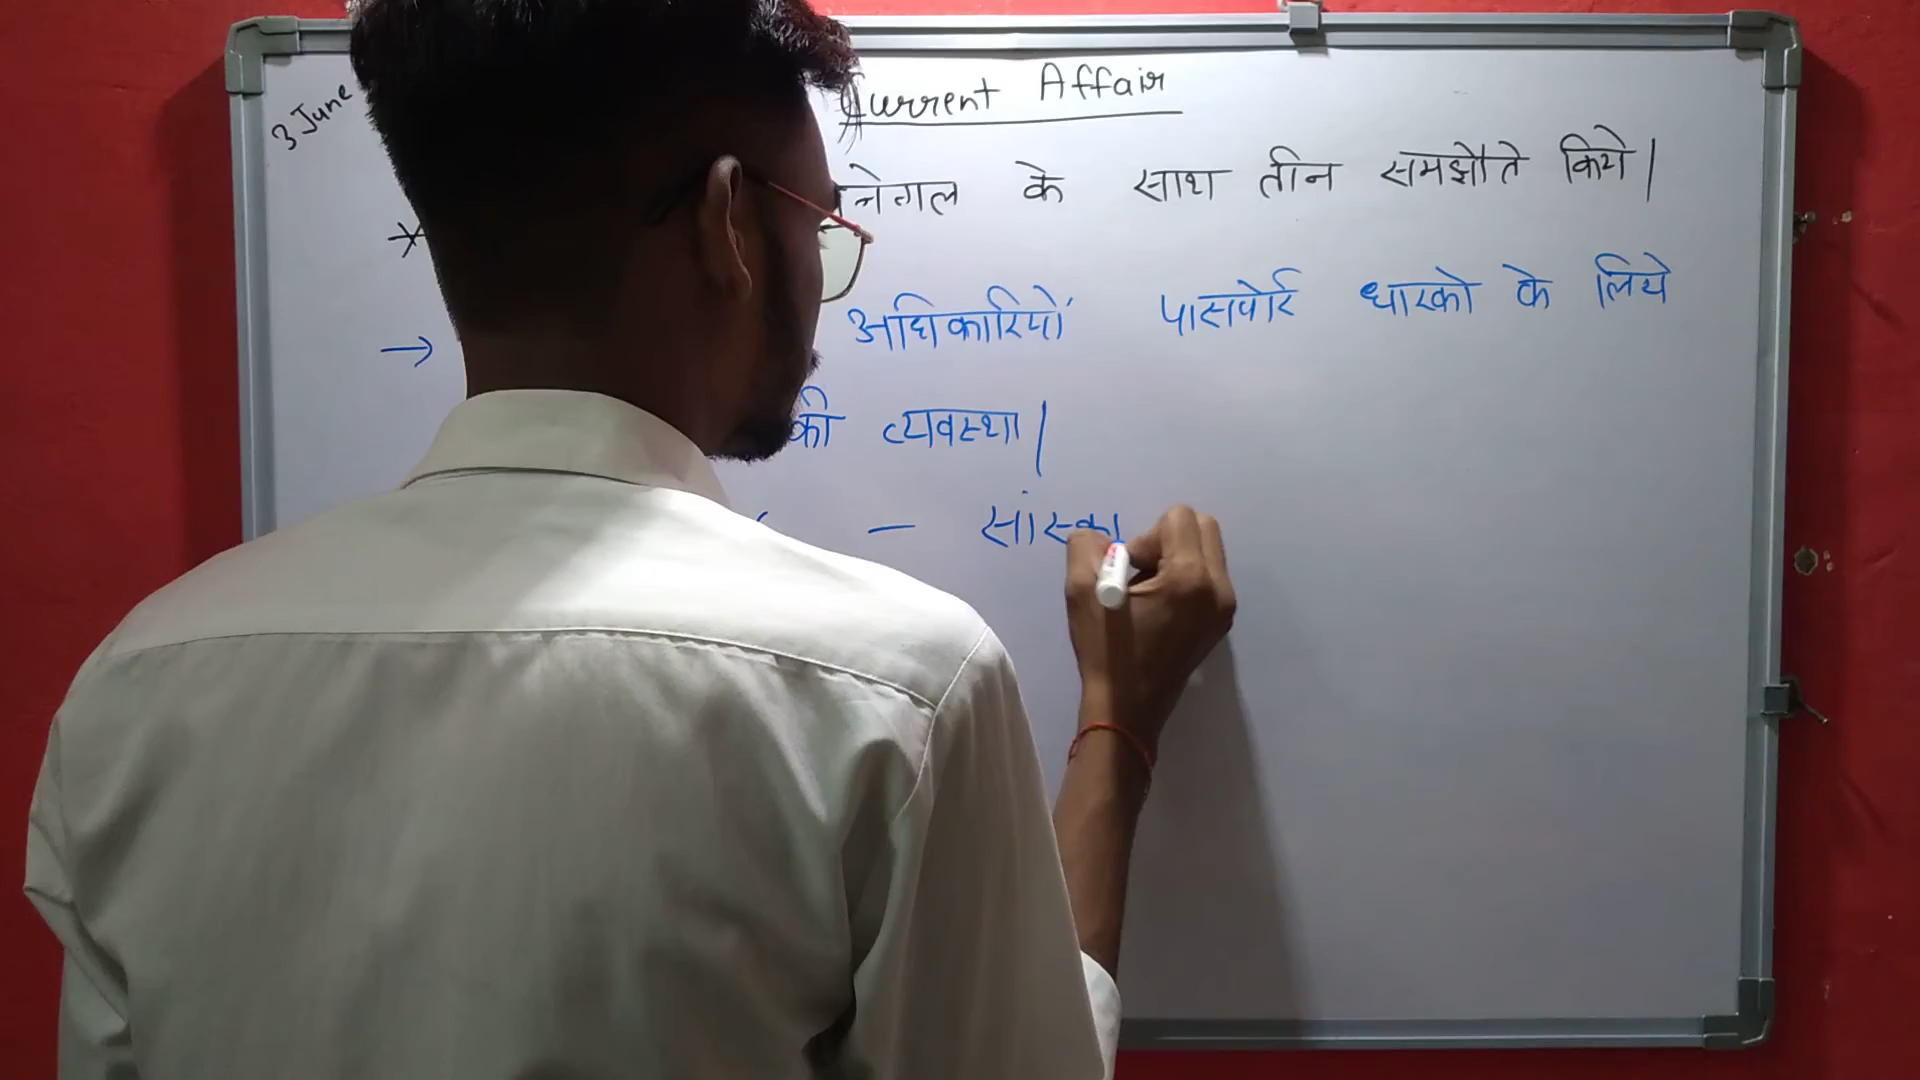 3 June
Current Affair
* नेगल के साथ तीन समझौते किये|
→ अधिकारियों पासपोर्ट धारको के लिये
की व्यवस्था|
- सांस्का